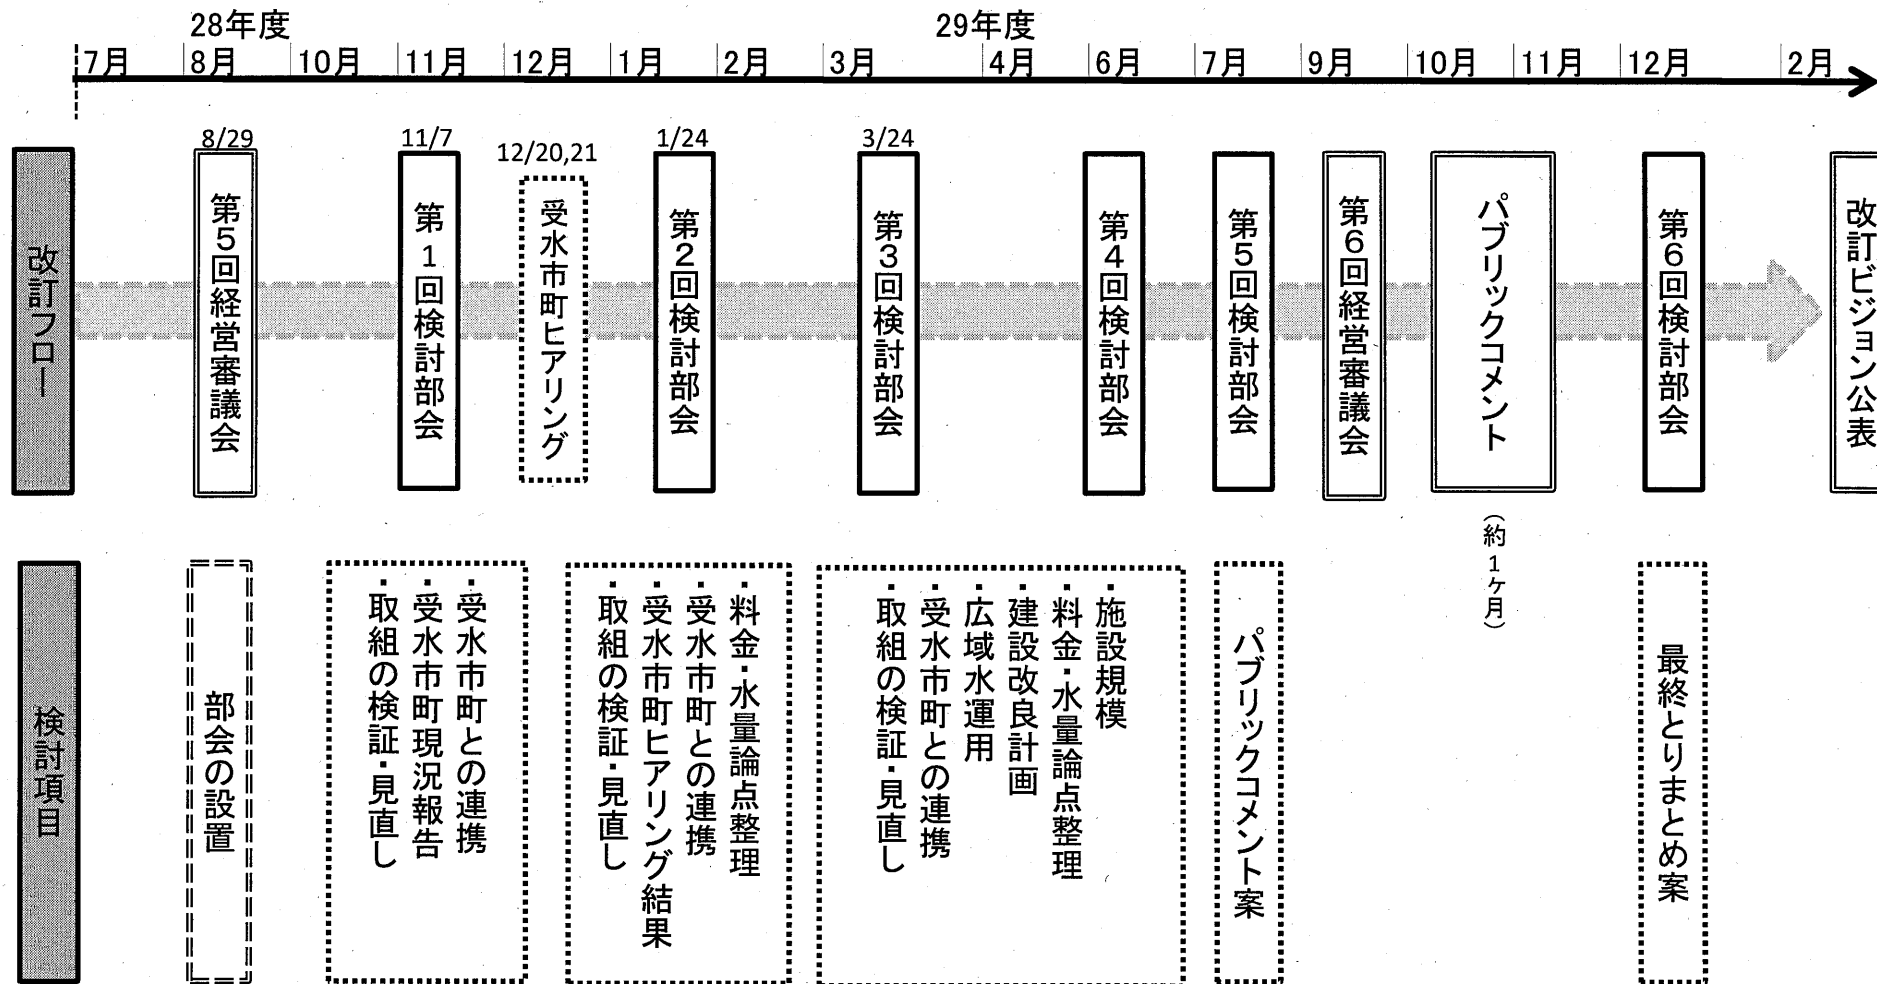 28年度
29年度
7月
8月
10月
11月
12月
1月
2月
3月
4月
6月
7月
9月
10月
11月
12月
2月
改訂フロー
8/29
第5回経営審議会
11/7
第1回検討部会
12/20,21
受水市町ヒアリング
1/24
第2回検討部会
3/24
第3回検討部会
第4回検討部会
第5回検討部会
第6回経営審議会
パブリックコメント
(約1ヶ月)
第6回検討部会
改訂ビジョン公表
検討項目
部会の設置
・受水市町との連携
・受水市町現況報告
・取組の検証・見直し
・料金・水量論点整理
・受水市町との連携
・受水市町ヒアリング結果
・取組の検証・見直し
・施設規模
・料金・水量論点整理
・建設改良計画
・広域水運用
・受水市町との連携
・取組の検証・見直し
パブリックコメント案
最終とりまとめ案